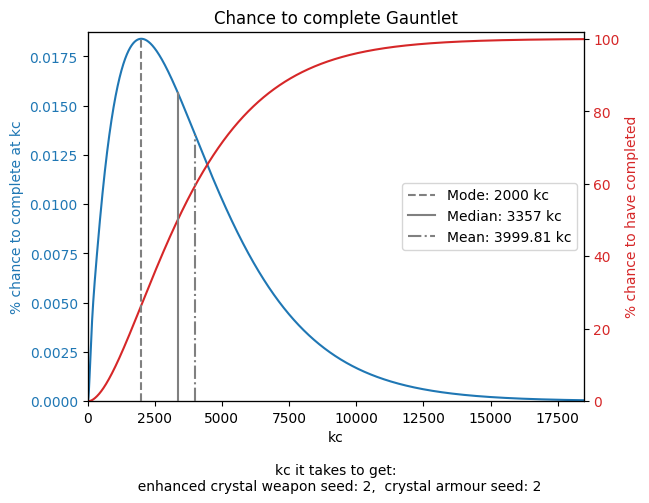 Chance to complete Gauntlet
% chance to complete at kc
0.0175
0.0150
0.0125
0.0100
0.0075
0.0050
0.0025
0.0000
Mode: 2000 kc
Median: 3357 kc
Mean: 3999.81 kc
100
80
60
40
20
0
% chance to have completed
0 2500 5000 7500 10000 12500 15000 17500
kc
kc it takes to get:
enhanced crystal weapon seed: 2, crystal armour seed: 2